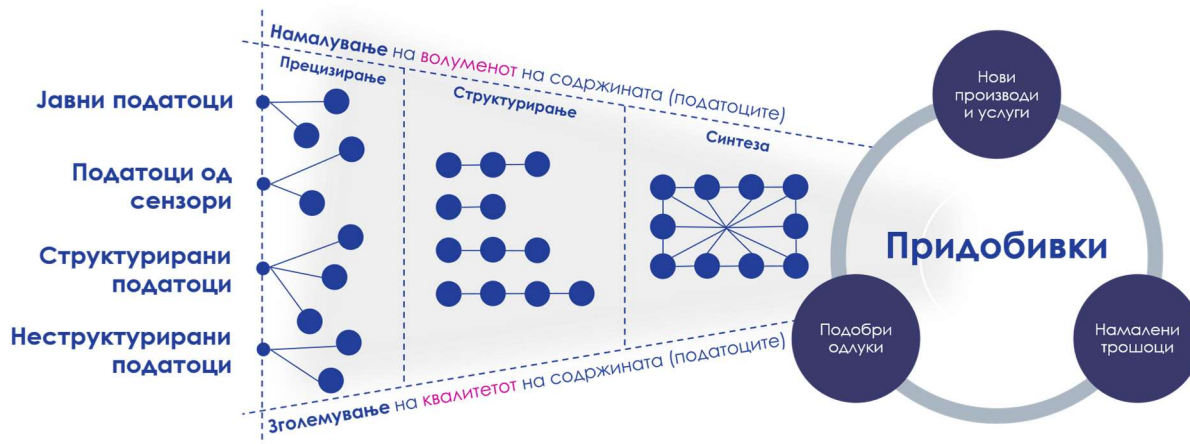 Намалување на волуменот на содржината (податоците)
Прецизирање
Структурирање
Синтеза
Јавни податоци
Податоци од
сензори
Структурирани
податоци
Неструктурирани
податоци
Зголемување на квалитетот на содржината (податоците)
Нови
производи
и услуги
Придобивки
Подобри
одлуки
Намалени
трошоци